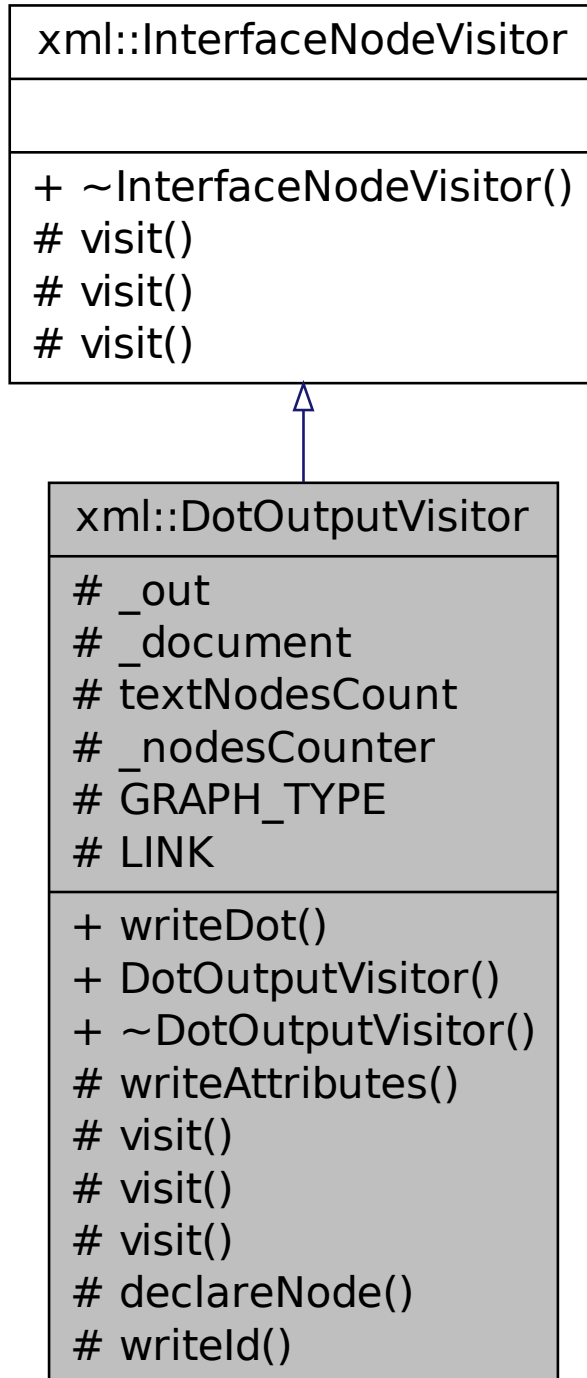 xml::InterfaceNodeVisitor
+ ~InterfaceNodeVisitor()
# visit()
# visit()
# visit()
xml::DotOutputVisitor
# _out
# _document
# textNodesCount
# _nodesCounter
# GRAPH_TYPE
# LINK
+ writeDot()
+ DotOutputVisitor()
+ ~DotOutputVisitor()
# writeAttributes()
# visit()
# visit()
# visit()
# declareNode()
# writeId()